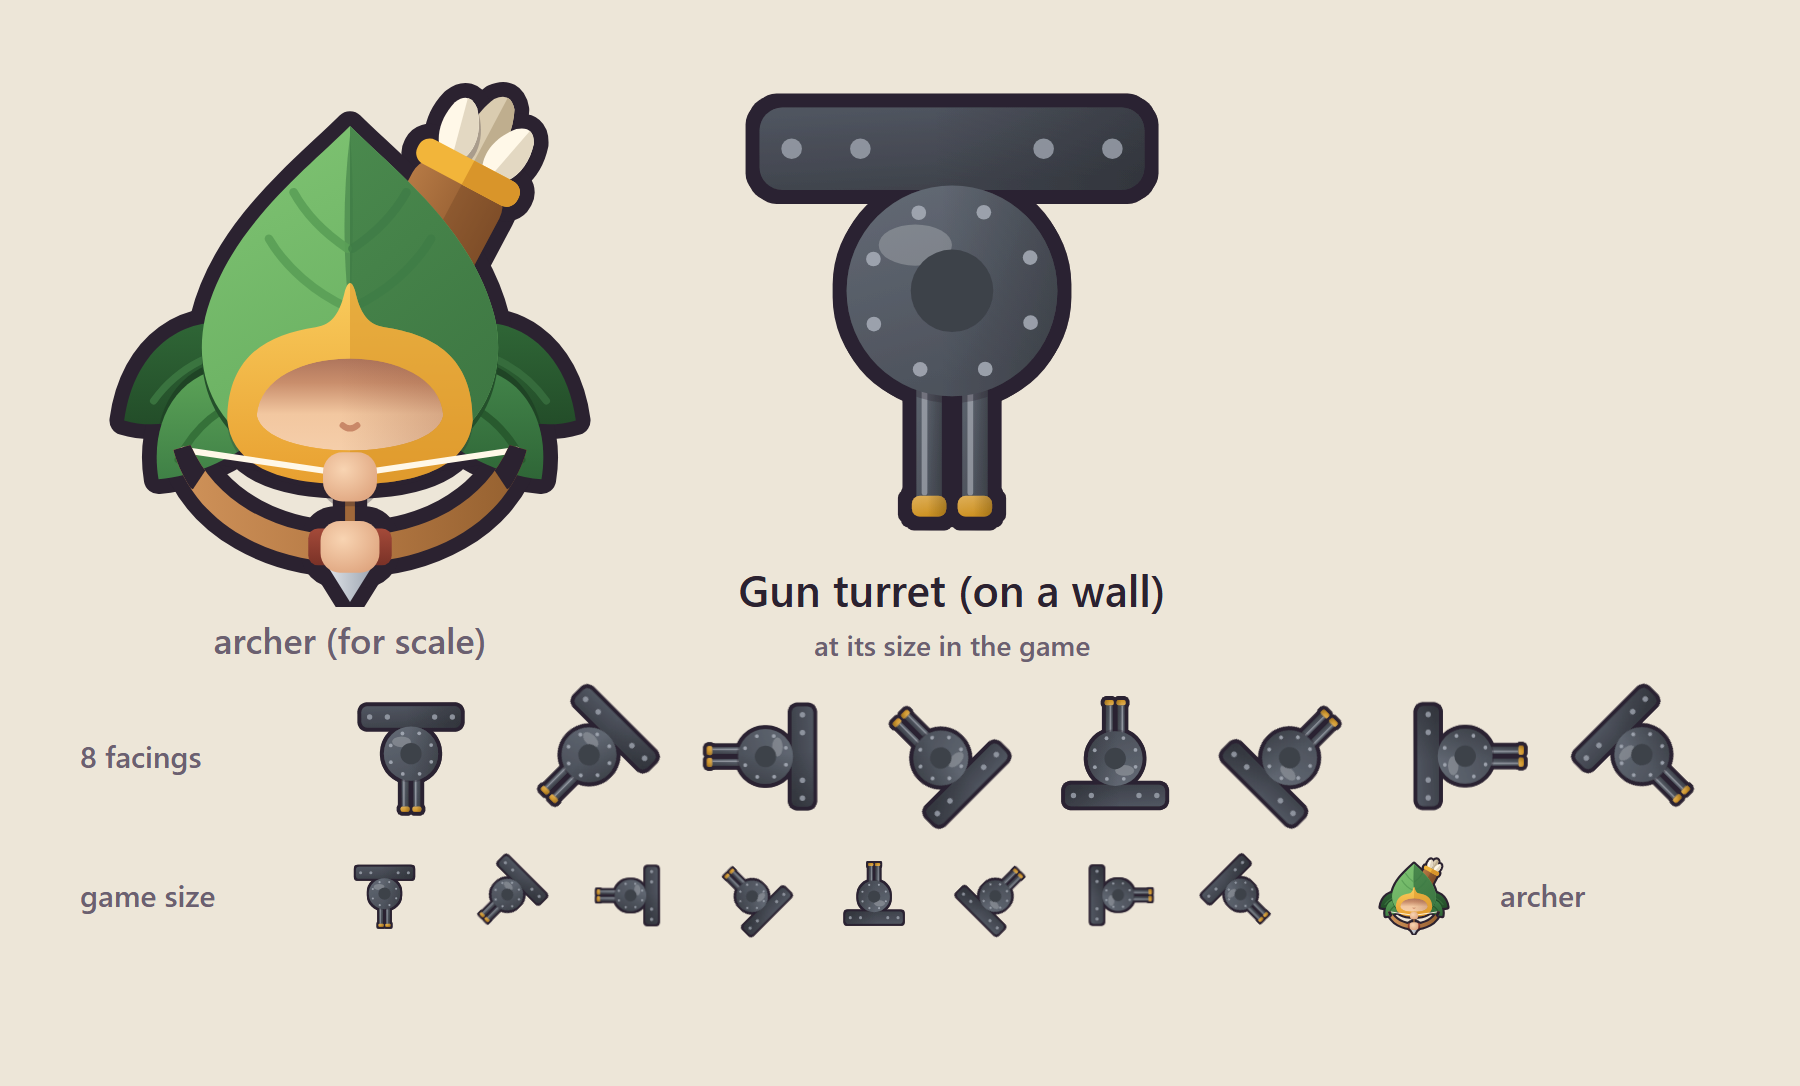 Gun turret (on a wall)
archer (for scale)
at its size in the game
8 facings
game size
archer